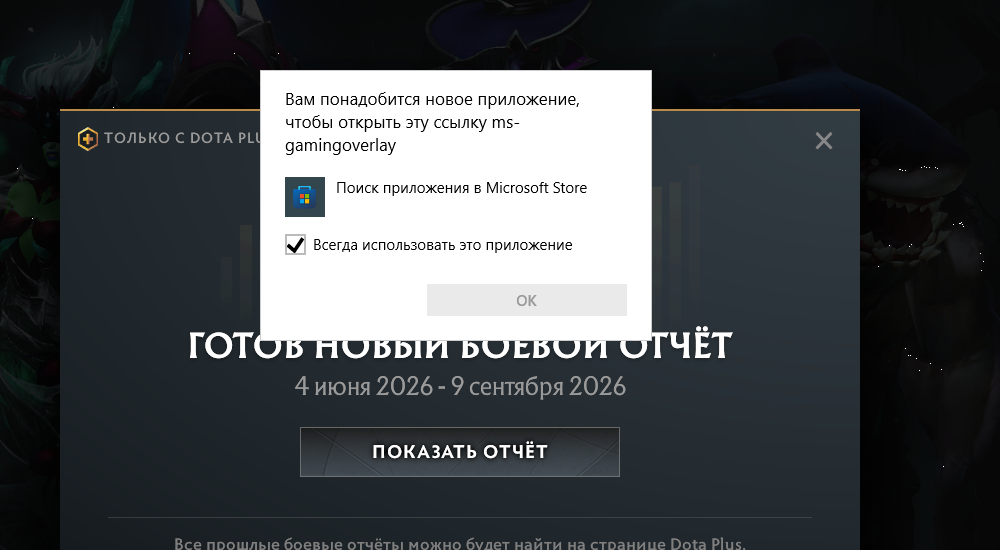 Вам понадобится новое приложение,
чтобы открыть эту ссылку ms-
gamingoverlay
Поиск приложения в Microsoft Store
Всегда использовать это приложение
ОК
ТОЛЬКО С DOTA PLU
ГОТОВ НОВЫЙ БОЕВОЙ ОТЧЁТ
4 июня 2026 - 9 сентября 2026
ПОКАЗАТЬ ОТЧЁТ
Все прошлые боевые отчёты можно будет найти на странице Dota Plus.